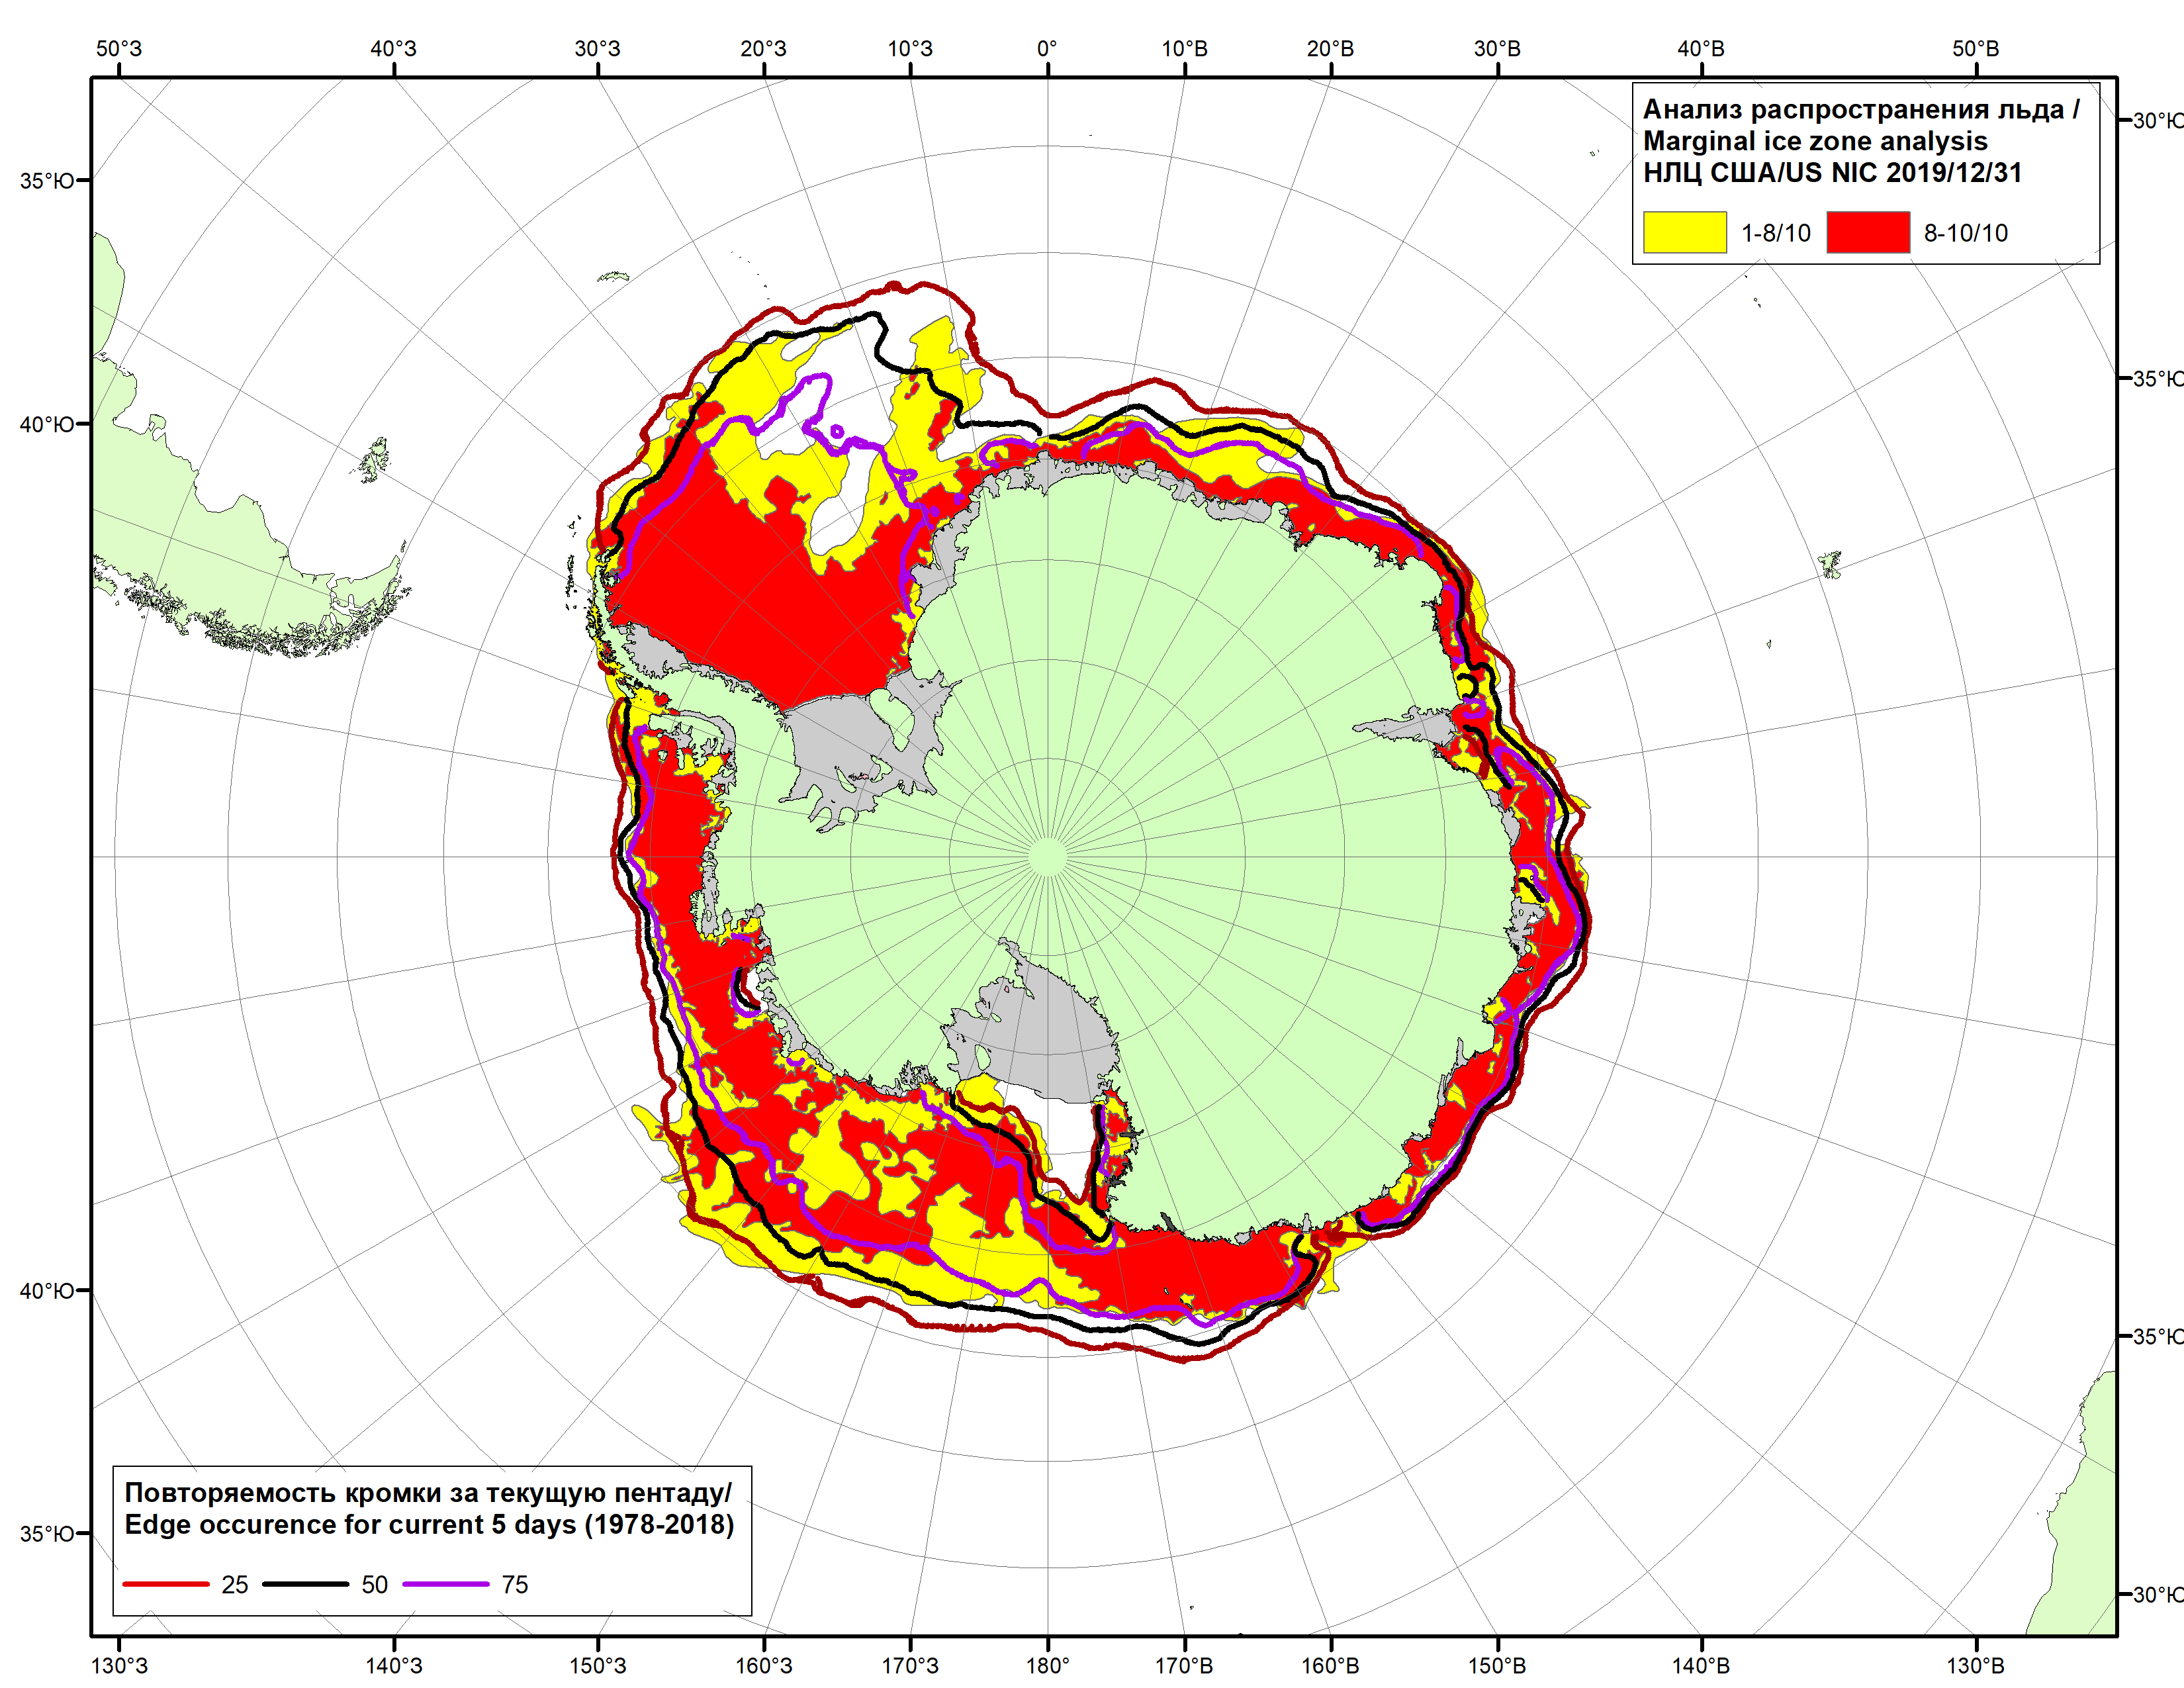 50°З 40°З 30°З 20°З 10°З 0° 10°В 20°В 30°В 40°В 50°В
Анализ распространения льда /
Marginal ice zone analysis
НЛЦ США/US NIC 2019/12/31
1-8/10 8-10/10
30°Ю
35°Ю
35°Ю
40°Ю
40°Ю
35°Ю
35°Ю
30°Ю
Повторяемость кромки за текущую пентаду/
Edge occurence for current 5 days (1978-2018)
25 50 75
130°З 140°З 150°З 160°З 170°З 180° 170°В 160°В 150°В 140°В 130°В